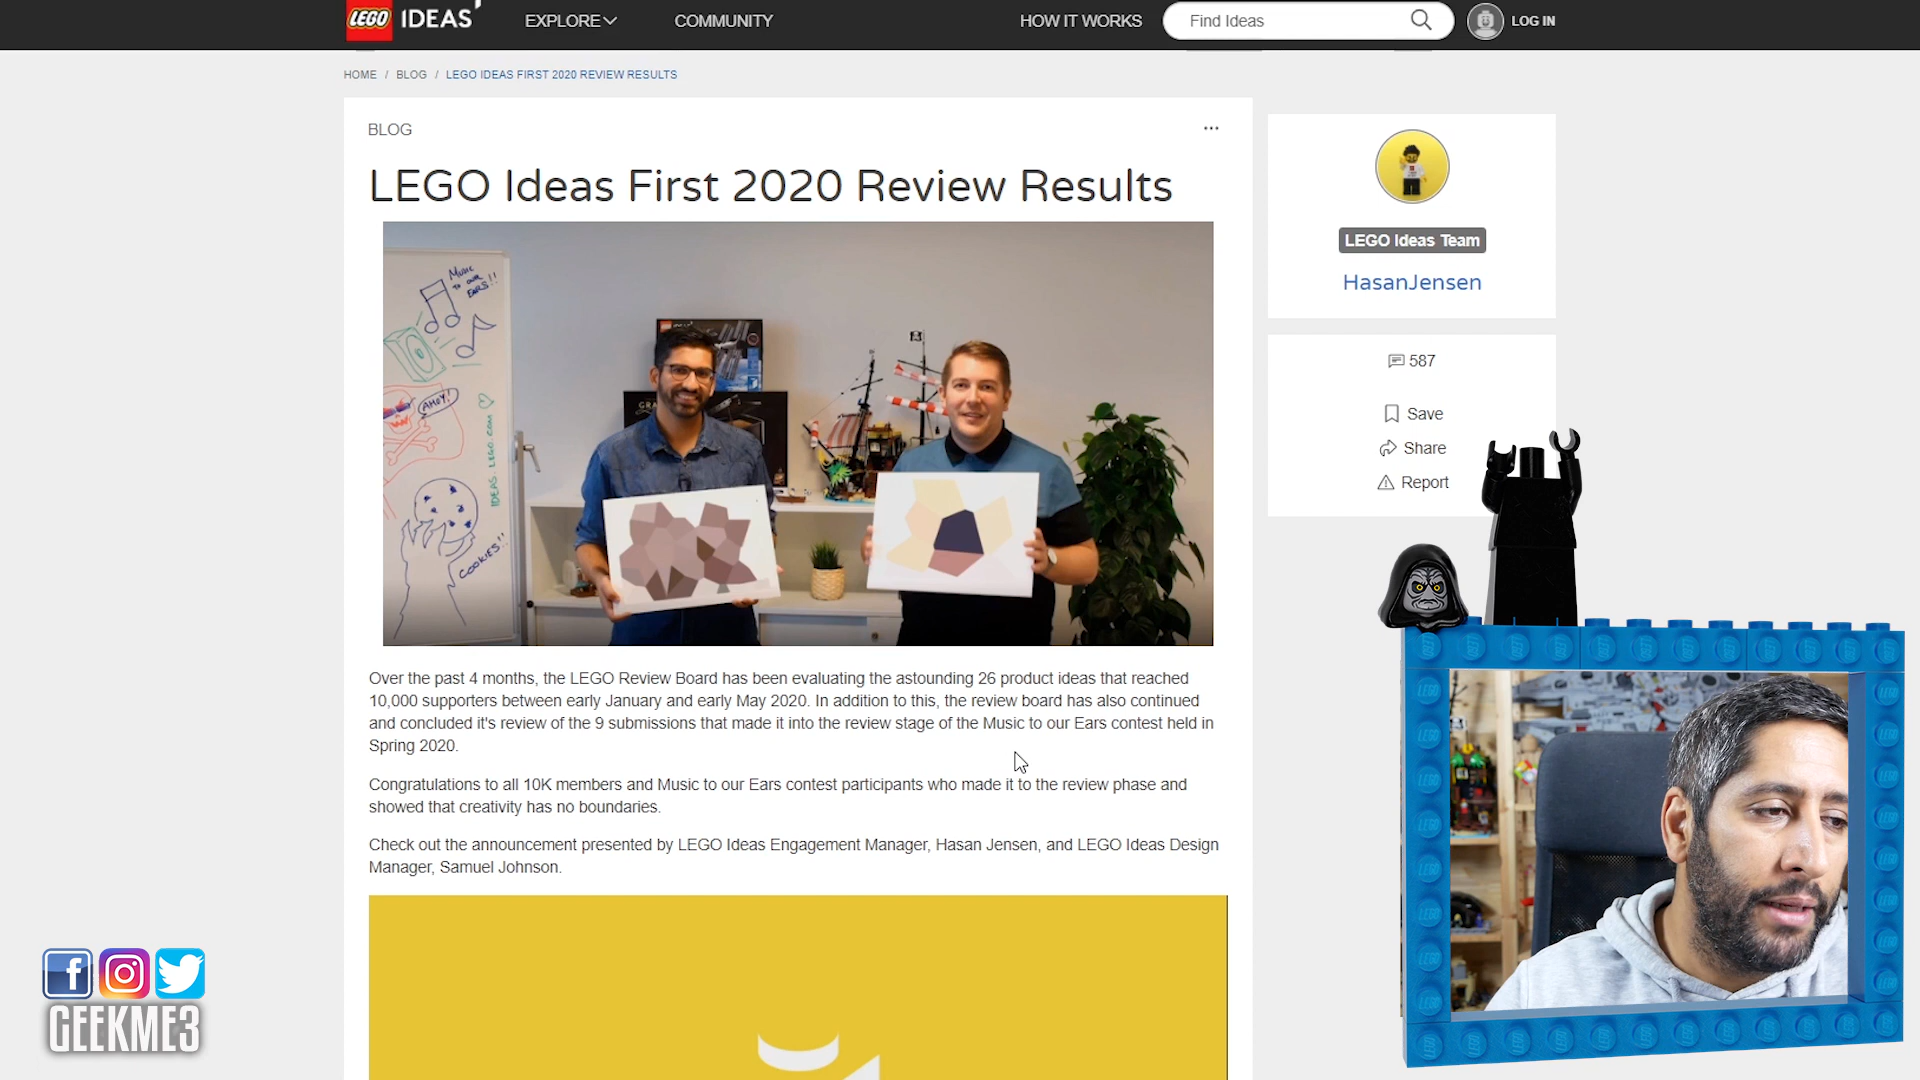 LEGO IDEAS
EXPLORE
COMMUNITY
HOW IT WORKS
Find Ideas
LOG IN
HOME / BLOG / LEGO IDEAS FIRST 2020 REVIEW RESULTS
BLOG
LEGO Ideas First 2020 Review Results
Music
to our
EARS!!
AHOY!
IDEAS.LEGO.COM
COOKIES!!
Over the past 4 months, the LEGO Review Board has been evaluating the astounding 26 product ideas that reached
10,000 supporters between early January and early May 2020. In addition to this, the review board has also continued
and concluded it's review of the 9 submissions that made it into the review stage of the Music to our Ears contest held in
Spring 2020.
Congratulations to all 10K members and Music to our Ears contest participants who made it to the review phase and
showed that creativity has no boundaries.
Check out the announcement presented by LEGO Ideas Engagement Manager, Hasan Jensen, and LEGO Ideas Design
Manager, Samuel Johnson.
LEGO Ideas Team
HasanJensen
587
Save
Share
Report
GEEKME3